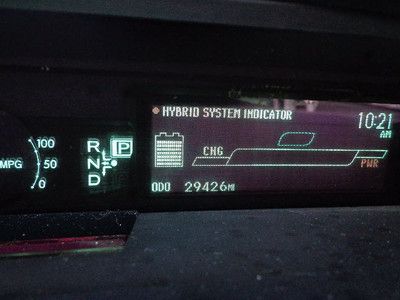 HYBRID SYSTEM INDICATOR
10:21
AM
100
50
0
MPG
R
N
D
P
CHG
PWR
ODO 29426MI